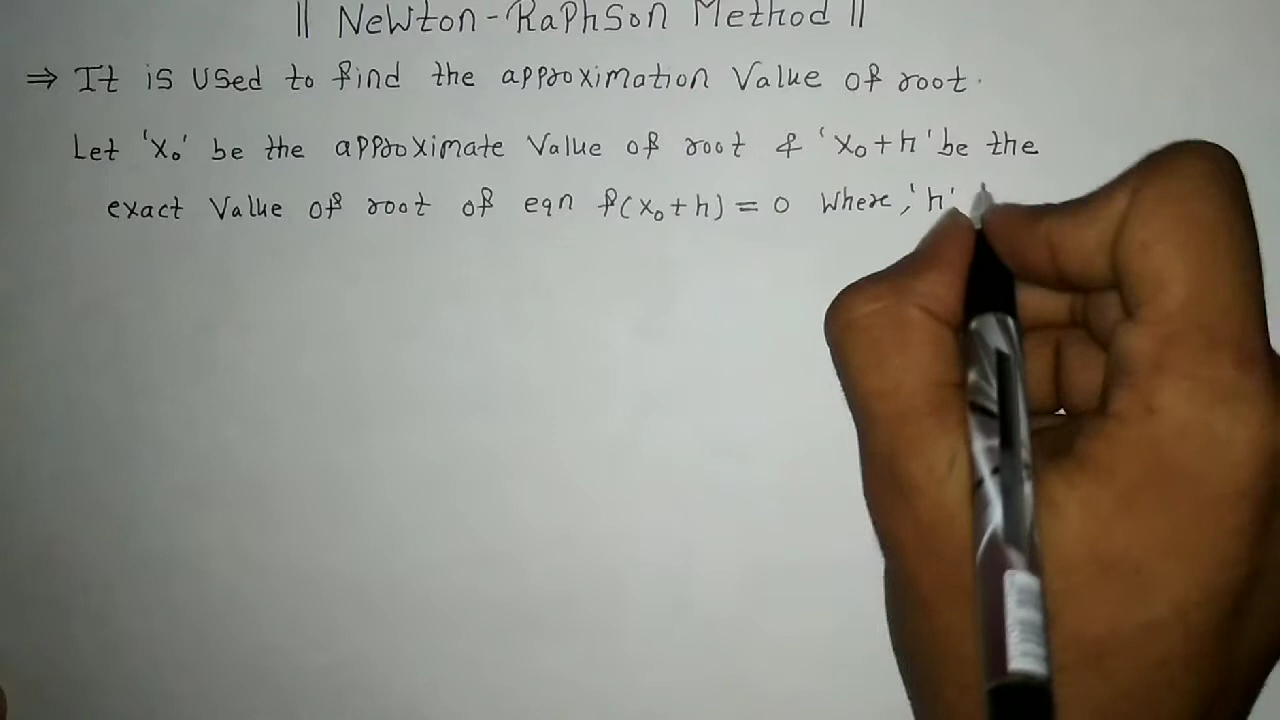 || Newton-Raphson Method ||
⇒ It is used to find the approximation Value of root.
Let 'x₀' be the approximate Value of root & 'x₀+h' be the
exact Value of root of eqn f(x₀+h) = 0 Where, 'h'